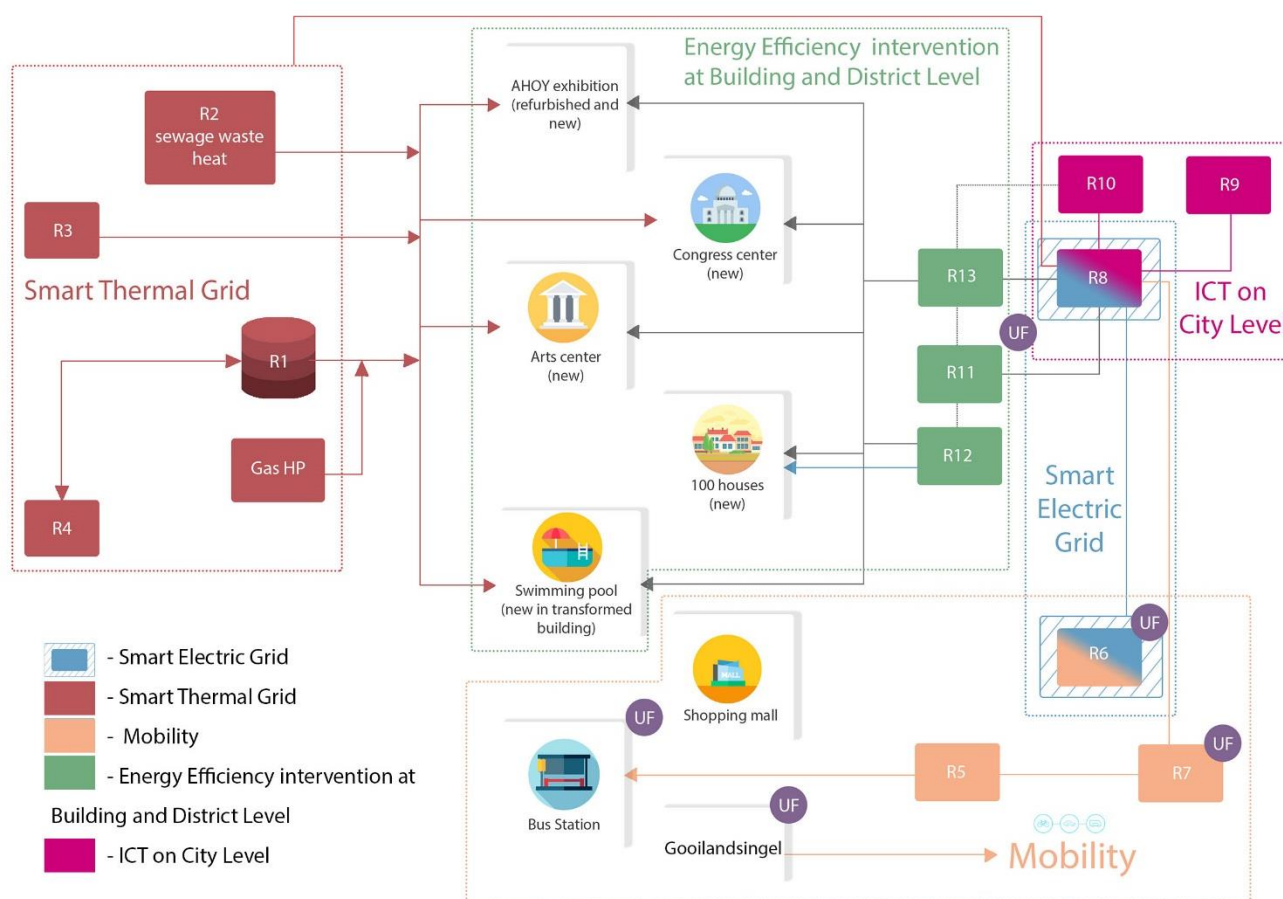 Energy Efficiency intervention
at Building and District Level
AHOY exhibition
(refurbished and
new)
R2
sewage waste
heat
R3
Smart Thermal Grid
R1
Gas HP
R4
Congress center
(new)
Arts center
(new)
100 houses
(new)
Swimming pool
(new in transformed
building)
R10
R9
R13
R8
ICT on
City Leve
UF
R11
R12
Smart
Electric
Grid
UF
R6
MALL
Shopping mall
UF
Bus Station
R5
UF
R7
UF
Gooilandsingel
Mobility
- Smart Electric Grid
- Smart Thermal Grid
- Mobility
- Energy Efficiency intervention at
Building and District Level
- ICT on City Level